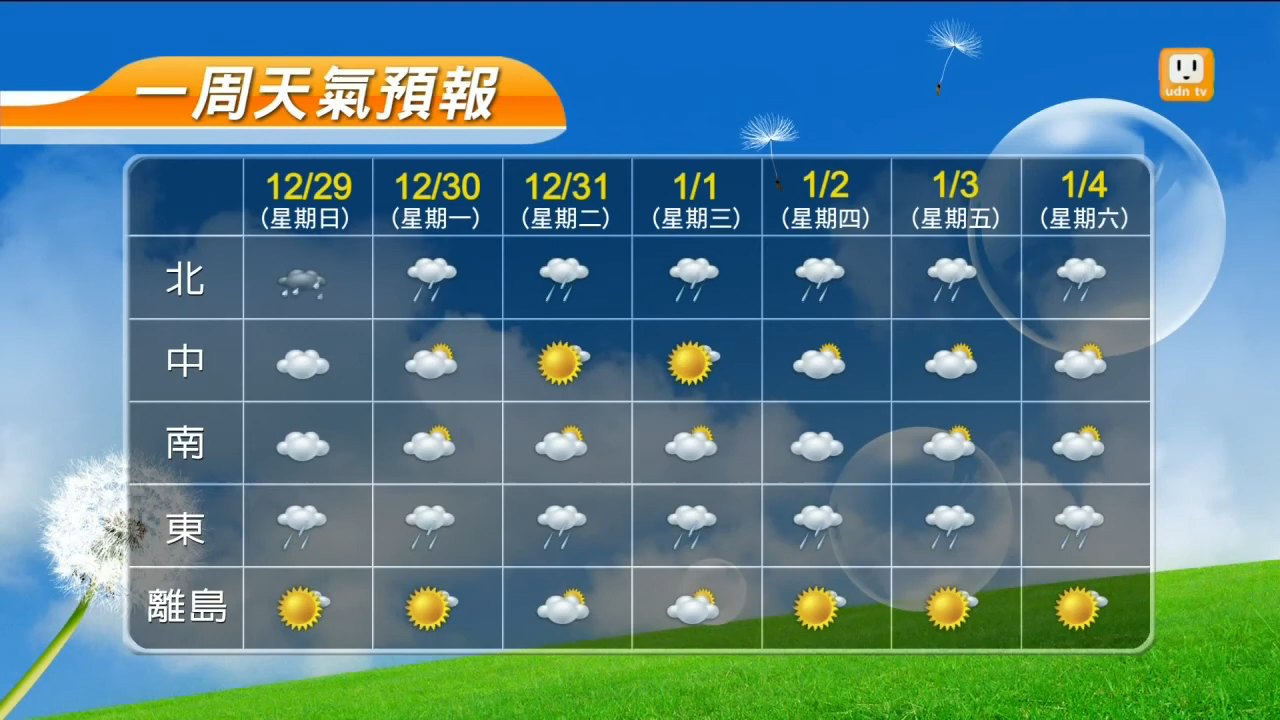 一周天氣預報
udn tv
12/29 12/30 12/31 1/1 1/2 1/3 1/4
(星期日) (星期一) (星期二) (星期三) (星期四) (星期五) (星期六)
北
中
南
東
離島